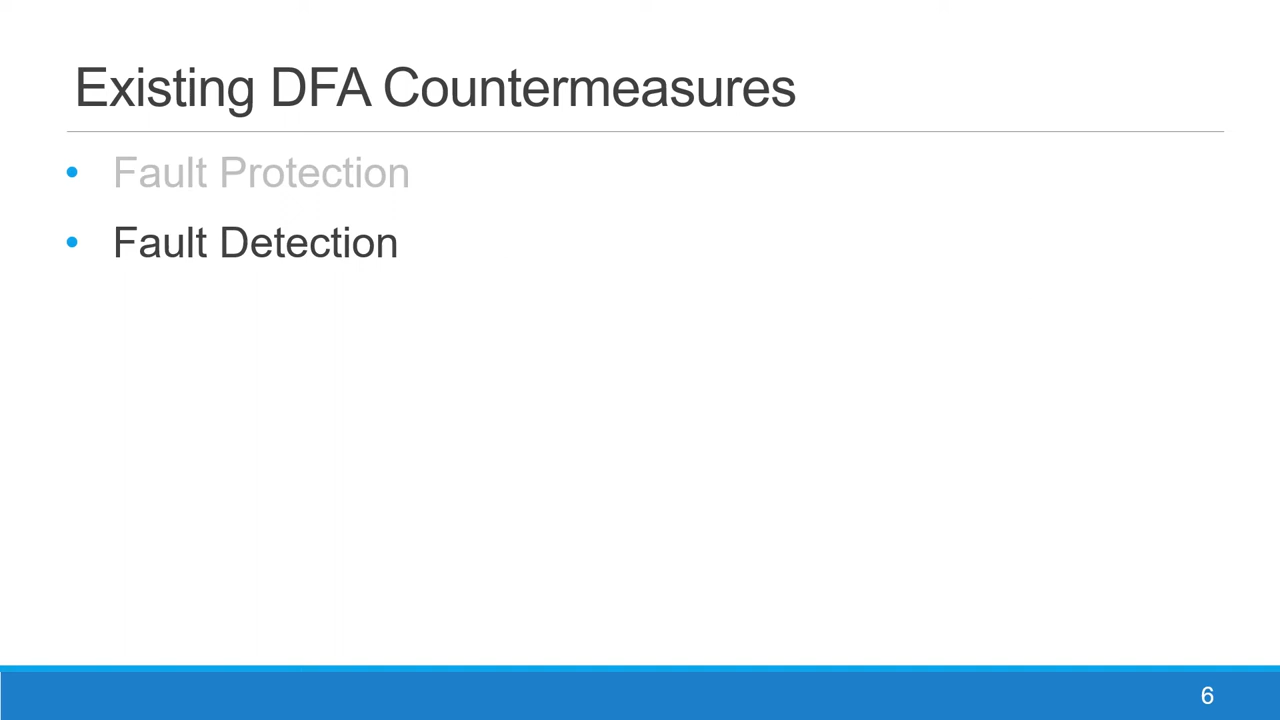 Existing DFA Countermeasures
• Fault Protection
• Fault Detection
6